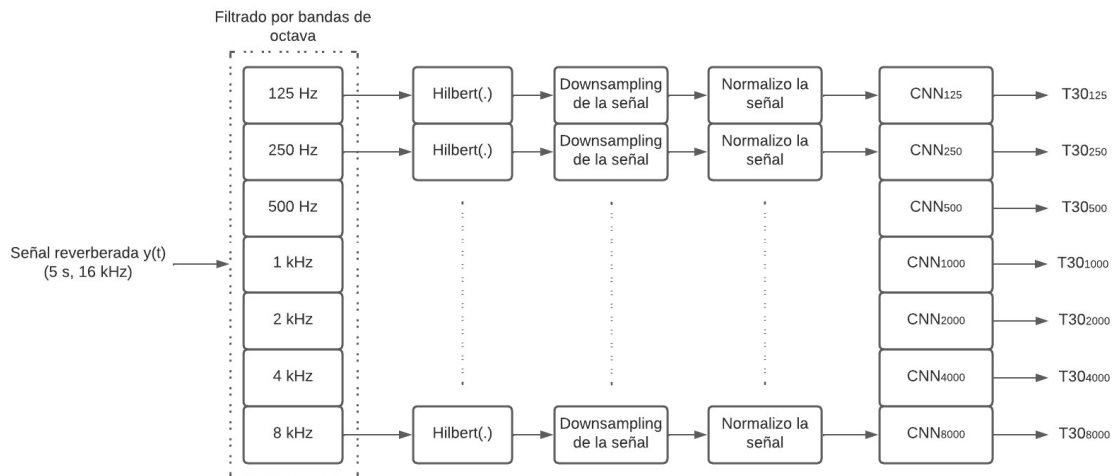 Filtrado por bandas de
octava
125 Hz
Hilbert(.)
Downsampling
de la señal
Normalizo la
señal
CNN125
T30125
250 Hz
Hilbert(.)
Downsampling
de la señal
Normalizo la
señal
CNN250
T30250
500 Hz
CNN500
T30500
Señal reverberada y(t)
(5 s, 16 kHz)
1 kHz
CNN1000
T301000
2 kHz
CNN2000
T302000
4 kHz
CNN4000
T304000
8 kHz
Hilbert(.)
Downsampling
de la señal
Normalizo la
señal
CNN8000
T308000